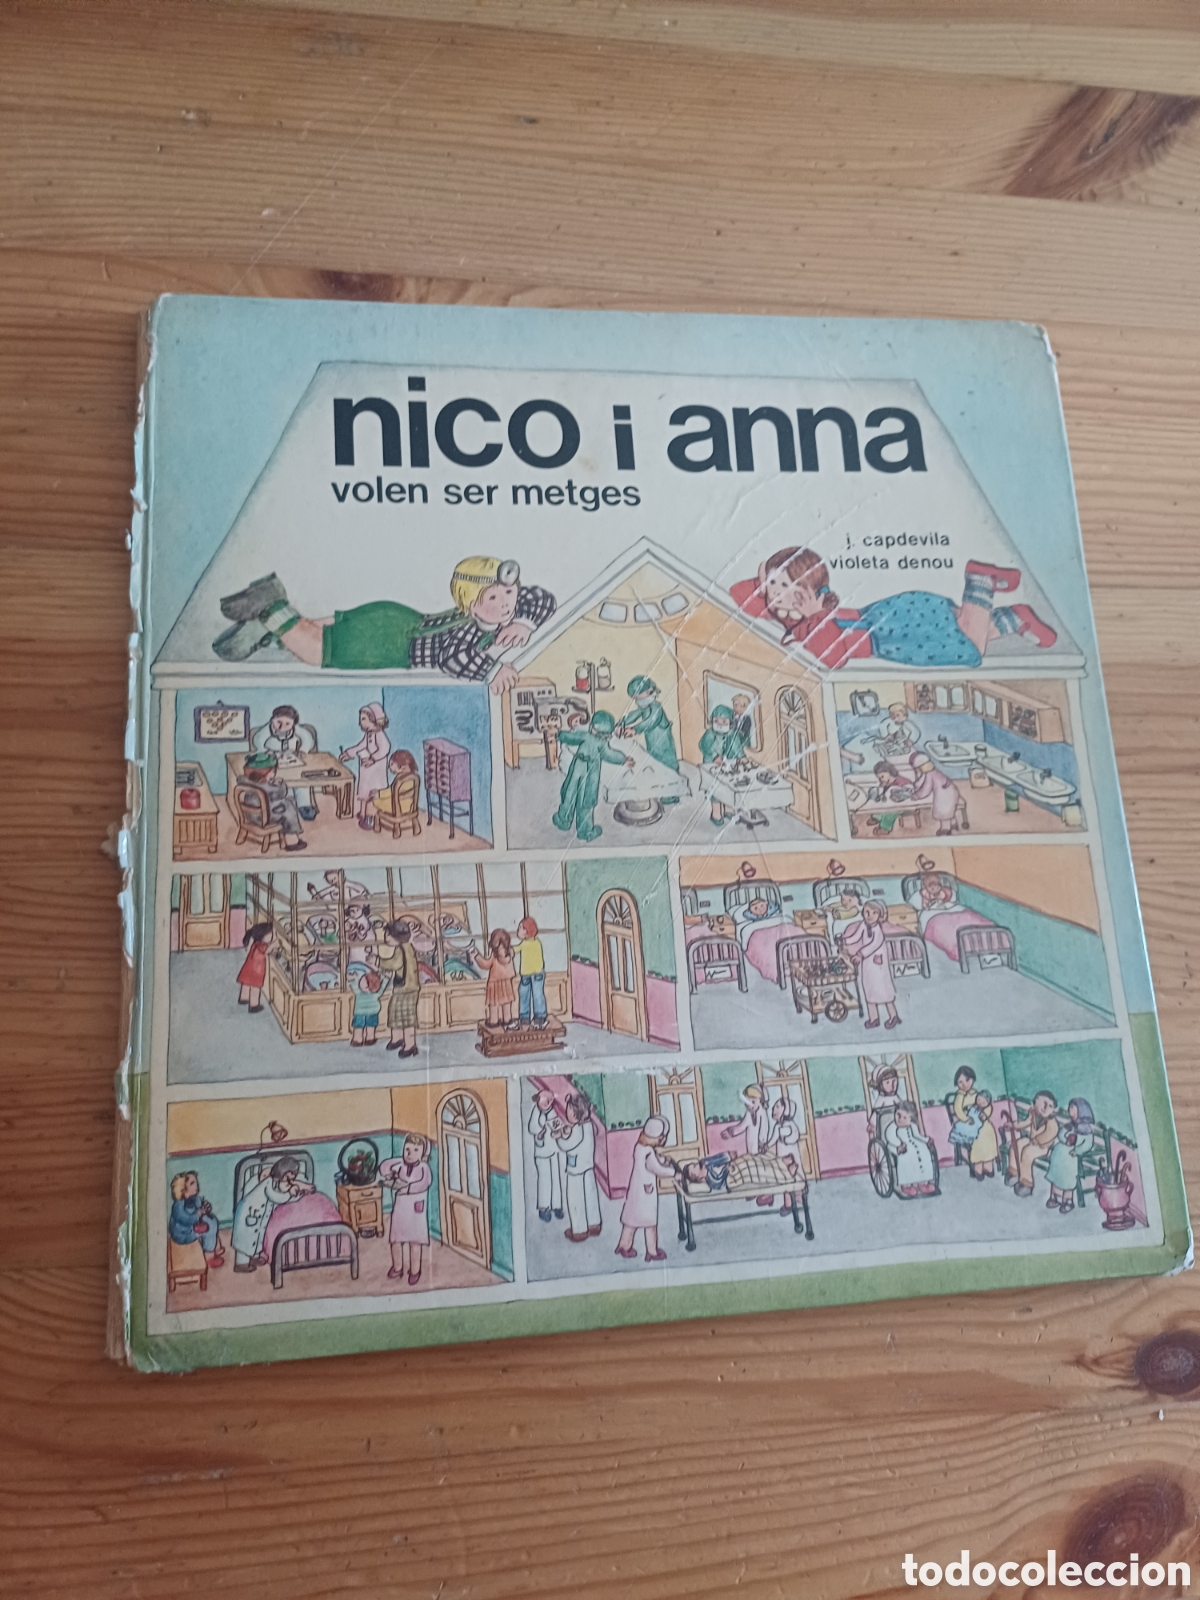 nico i anna
volen ser metges
j. capdevila
violeta denou
todocoleccion